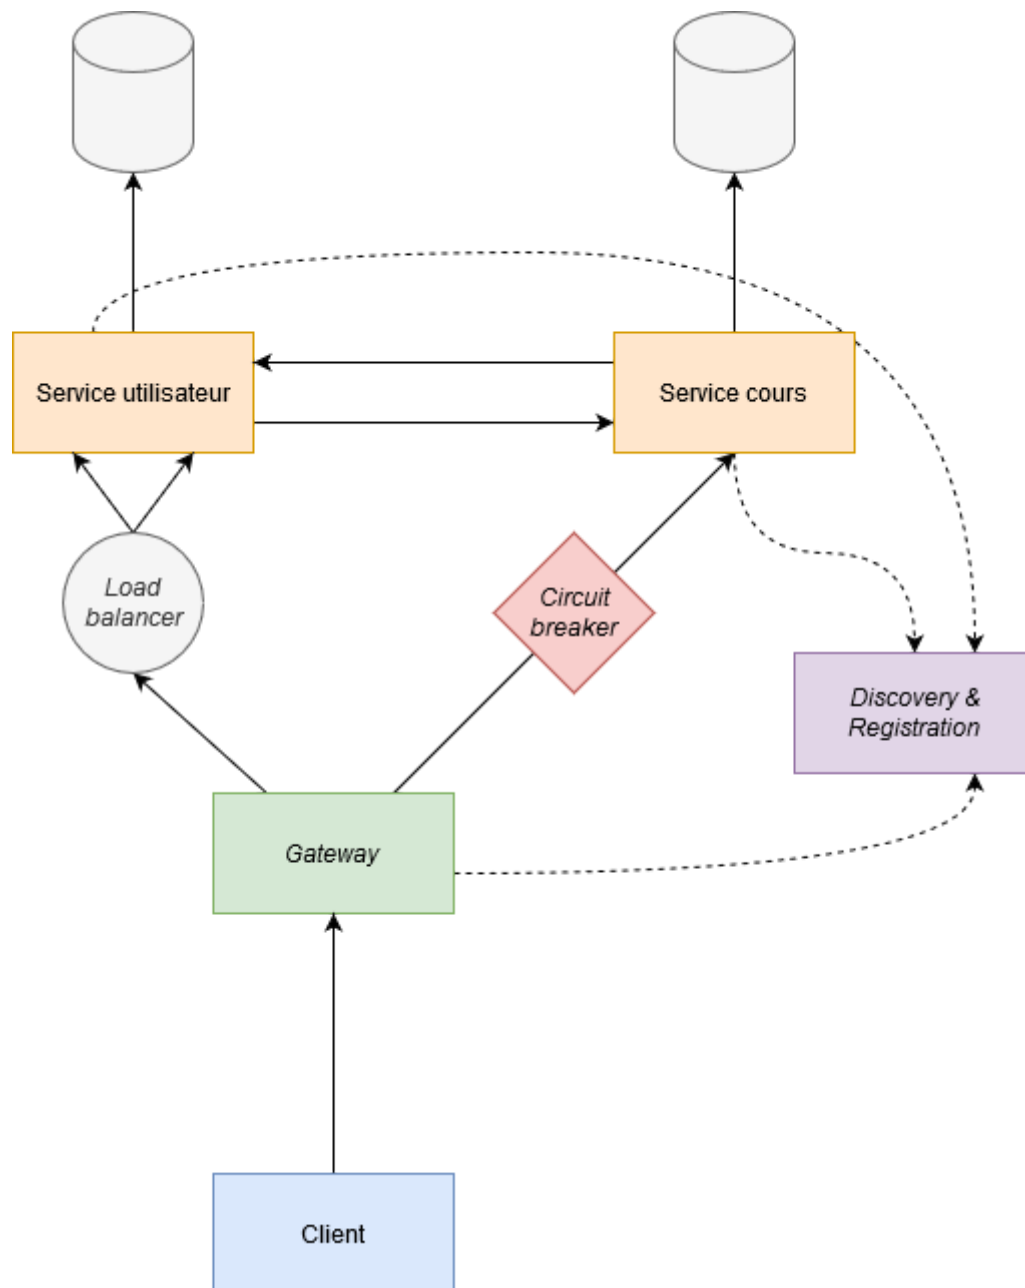 Service utilisateur
Service cours
Load
balancer
Circuit
breaker
Discovery &
Registration
Gateway
Client